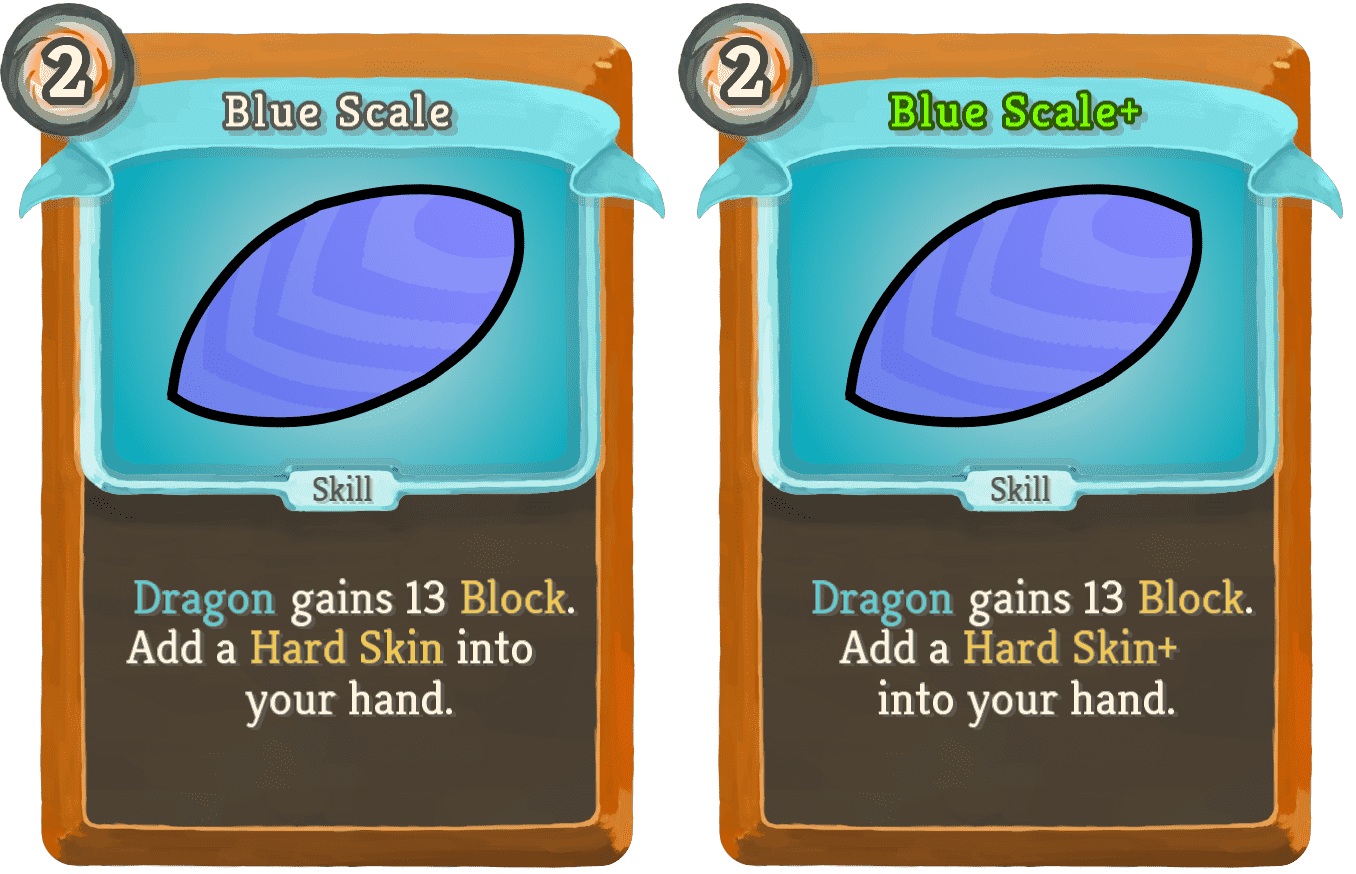 2
Blue Scale
Skill
Dragon gains 13 Block.
Add a Hard Skin into
your hand.
2
Blue Scale+
Skill
Dragon gains 13 Block.
Add a Hard Skin+
into your hand.